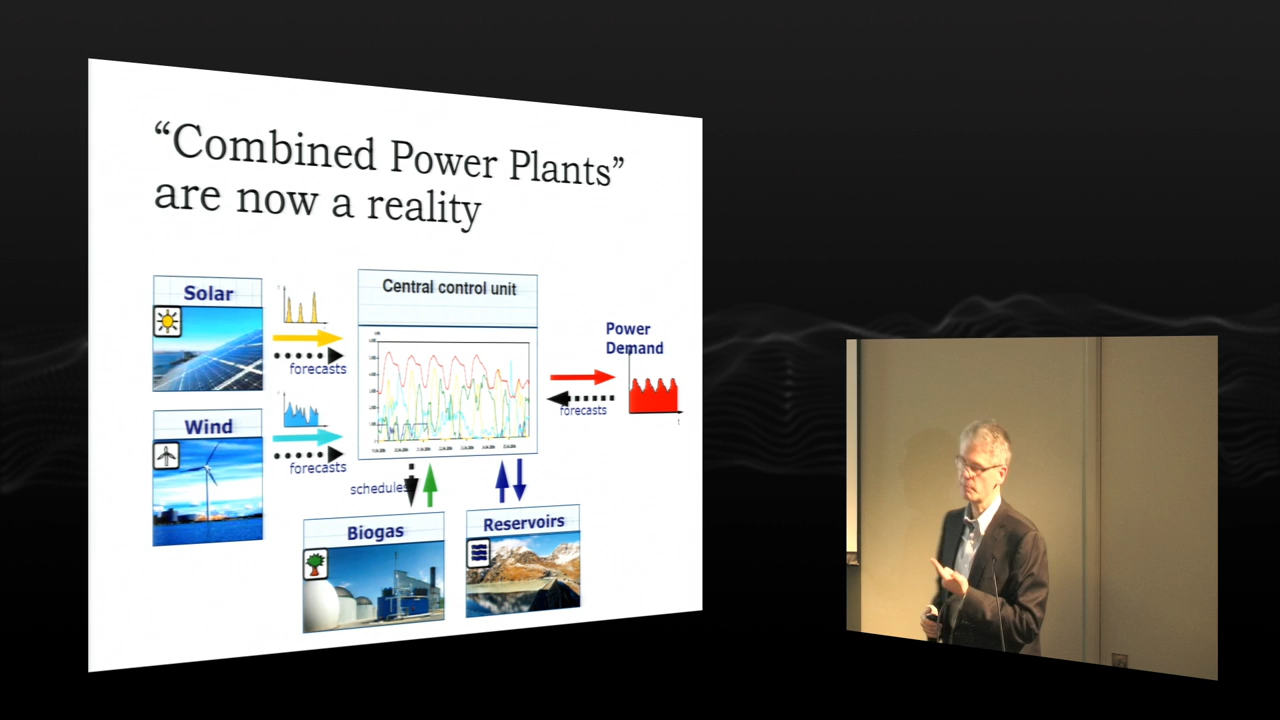 “Combined Power Plants”
are now a reality
Solar
forecasts
Wind
forecasts
Central control unit
Power
Demand
forecasts
schedules
Biogas
Reservoirs